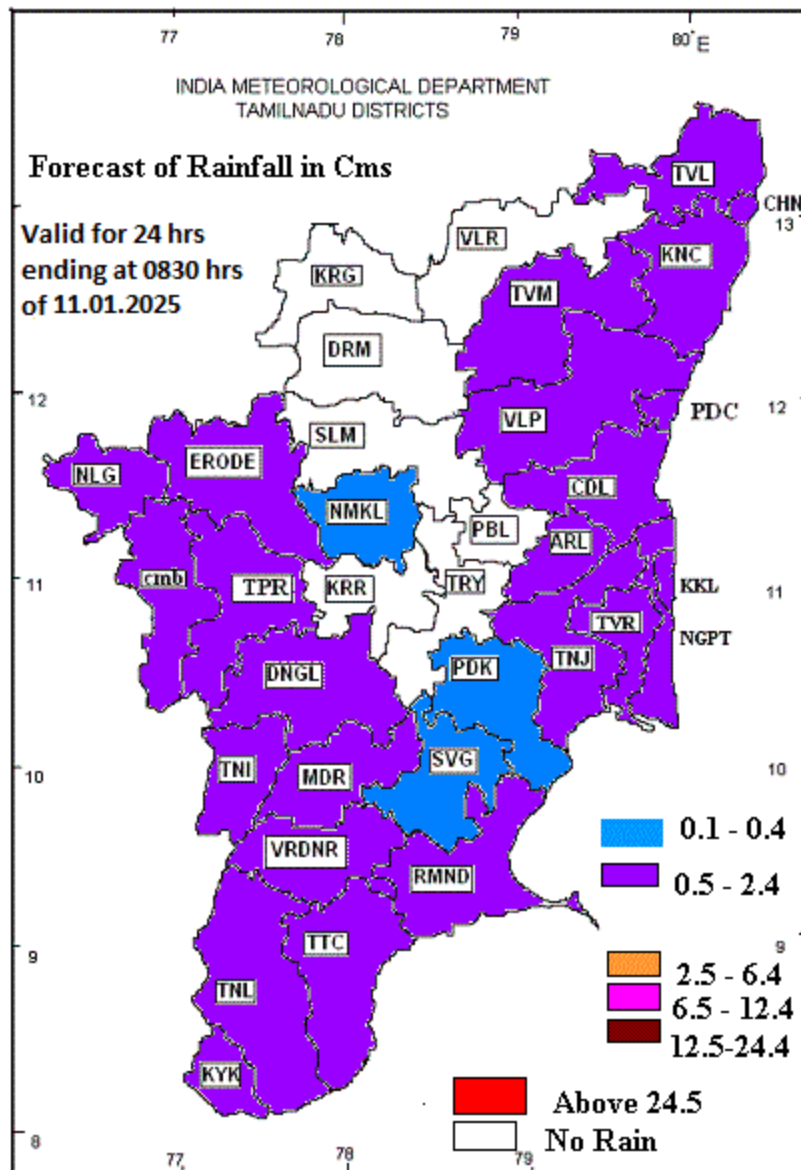 77 78 79 80°E
INDIA METEOROLOGICAL DEPARTMENT
TAMILNADU DISTRICTS
Forecast of Rainfall in Cms
Valid for 24 hrs
ending at 0830 hrs
of 11.01.2025
TVL
CHN
13
VLR
KNC
KRG
TVM
DRM
12
12
PDC
VLP
SLM
ERODE
NLG
CDL
NMKL
PBL
ARL
11
cmb
TPR
KRR
TRY
KKL
11
TVR
NGPT
DNGL
PDK
TNJ
10
TNI
MDR
SVG
10
VRDNR
RMND
0.1 - 0.4
0.5 - 2.4
9
TTC
9
2.5 - 6.4
TNL
6.5 - 12.4
12.5-24.4
KYK
Above 24.5
No Rain
8
77 78 79